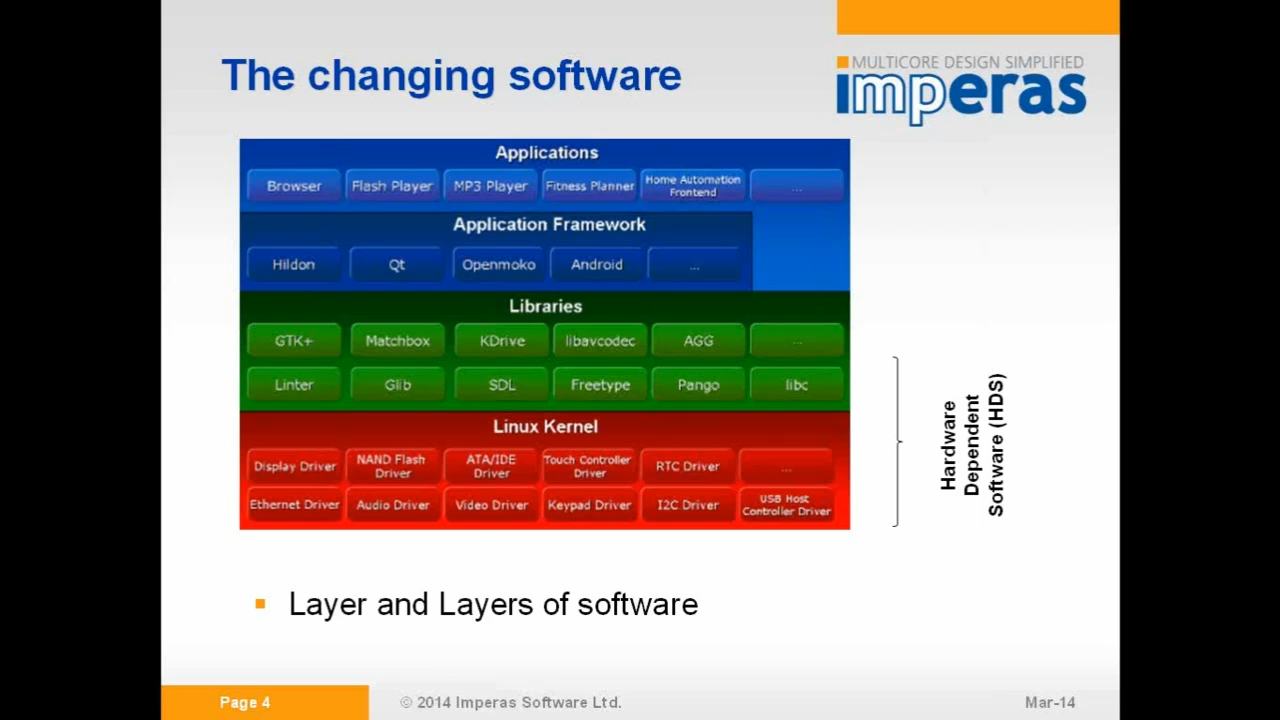 The changing software
MULTICORE DESIGN SIMPLIFIED
imperas
Applications
Browser
Flash Player
MP3 Player
Fitness Planner
Home Automation
Frontend
...
Application Framework
Hildon
Qt
Openmoko
Android
...
Libraries
GTK+
Matchbox
KDrive
libavcodec
AGG
...
Linter
Glib
SDL
Freetype
Pango
libc
Linux Kernel
Display Driver
NAND Flash
Driver
ATA/IDE
Driver
Touch Controller
Driver
RTC Driver
...
Ethernet Driver
Audio Driver
Video Driver
Keypad Driver
I2C Driver
USB Host
Controller Driver
Hardware
Dependent
Software (HDS)
Layer and Layers of software
Page 4
© 2014 Imperas Software Ltd.
Mar-14